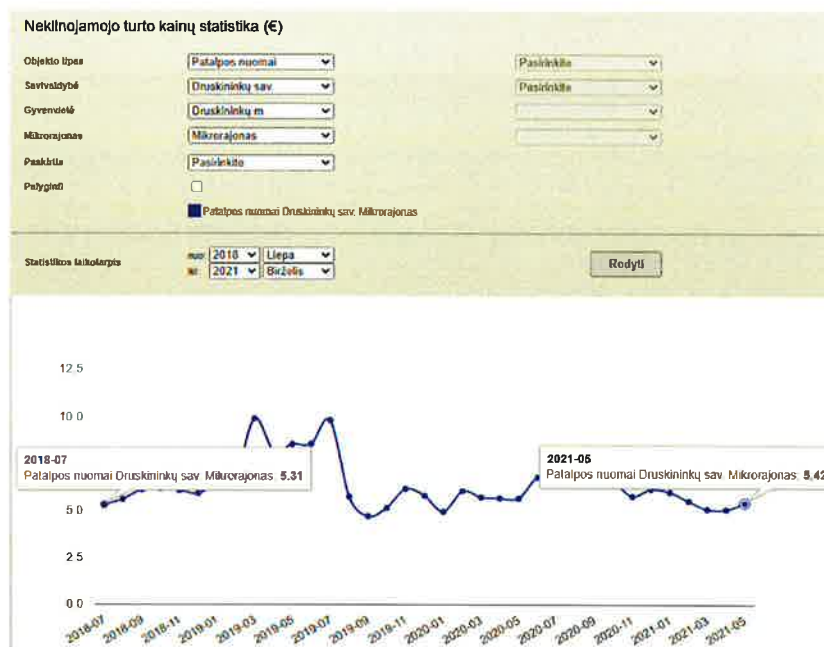 Nekilnojamojo turto kainų statistika (€)
Objekto tipas Patalpos nuomai Pasirinkite
Savivaldybė Druskininkų sav. Pasirinkite
Gyvenvietė Druskininkų m
Mikrorajonas Mikrorajonas
Paskirtis Pasirinkite
Palyginti
Patalpos nuomai Druskininkų sav. Mikrorajonas
Statistikos laikotarpis nuo: 2018 Liepa
iki: 2021 Birželis
Rodyti
12.5
10.0
2018-07
Patalpos nuomai Druskininkų sav. Mikrorajonas: 5.31
2021-05
Patalpos nuomai Druskininkų sav. Mikrorajonas: 5,42
5.0
2.5
0.0
2018-07 2018-09 2018-11 2019-01 2019-03 2019-05 2019-07 2019-09 2019-11 2020-01 2020-03 2020-05 2020-07 2020-09 2020-11 2021-01 2021-03 2021-05